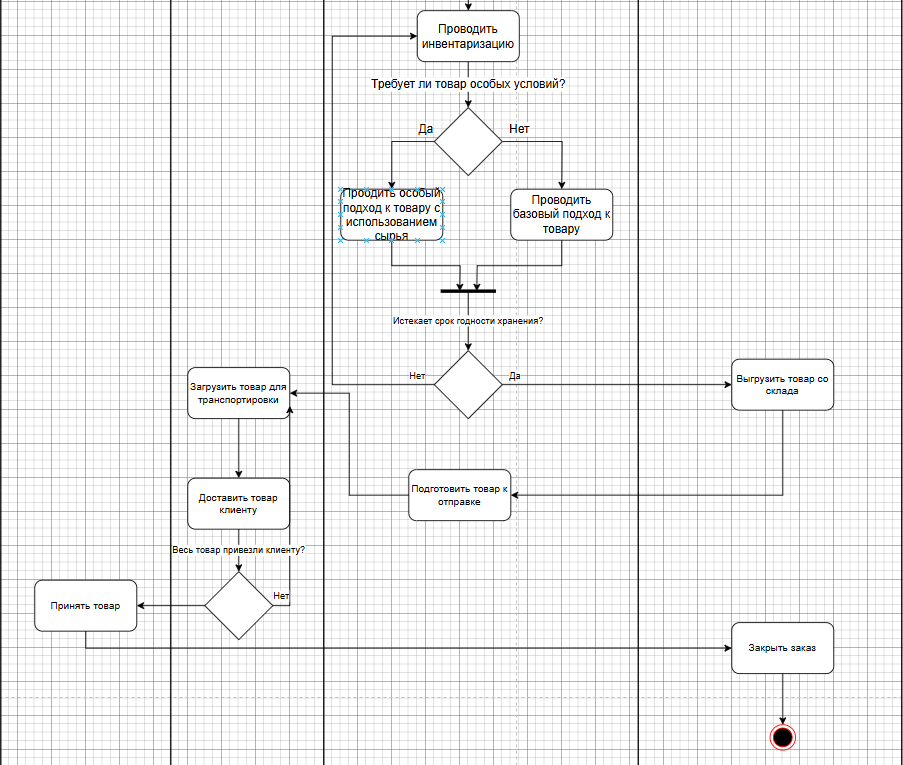 Проводить
инвентаризацию
Требует ли товар особых условий?
Да
Нет
Проодить особый
подход к товару с
использованием
сырья
Проводить
базовый подход к
товару
Истекает срок годности хранения?
Нет
Да
Загрузить товар для
транспортировки
Выгрузить товар со
склада
Доставить товар
клиенту
Подготовить товар к
отправке
Весь товар привезли клиенту?
Нет
Принять товар
Закрыть заказ